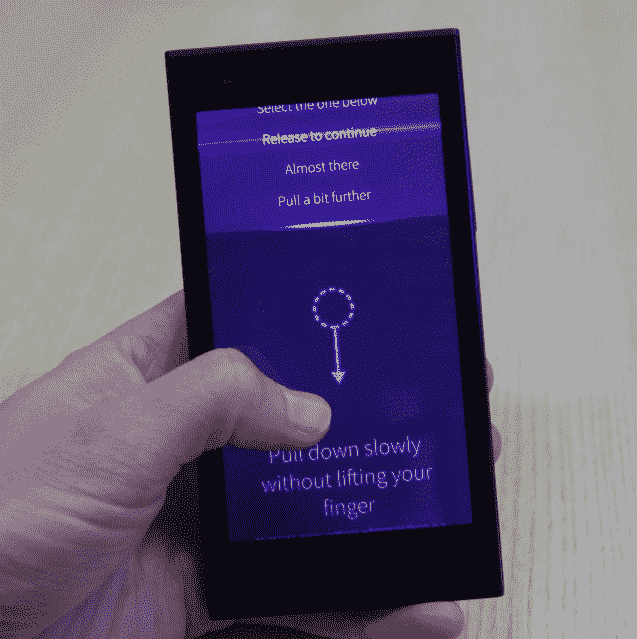 Select the one below
Release to continue
Almost there
Pull a bit further
Pull down slowly
without lifting your
finger